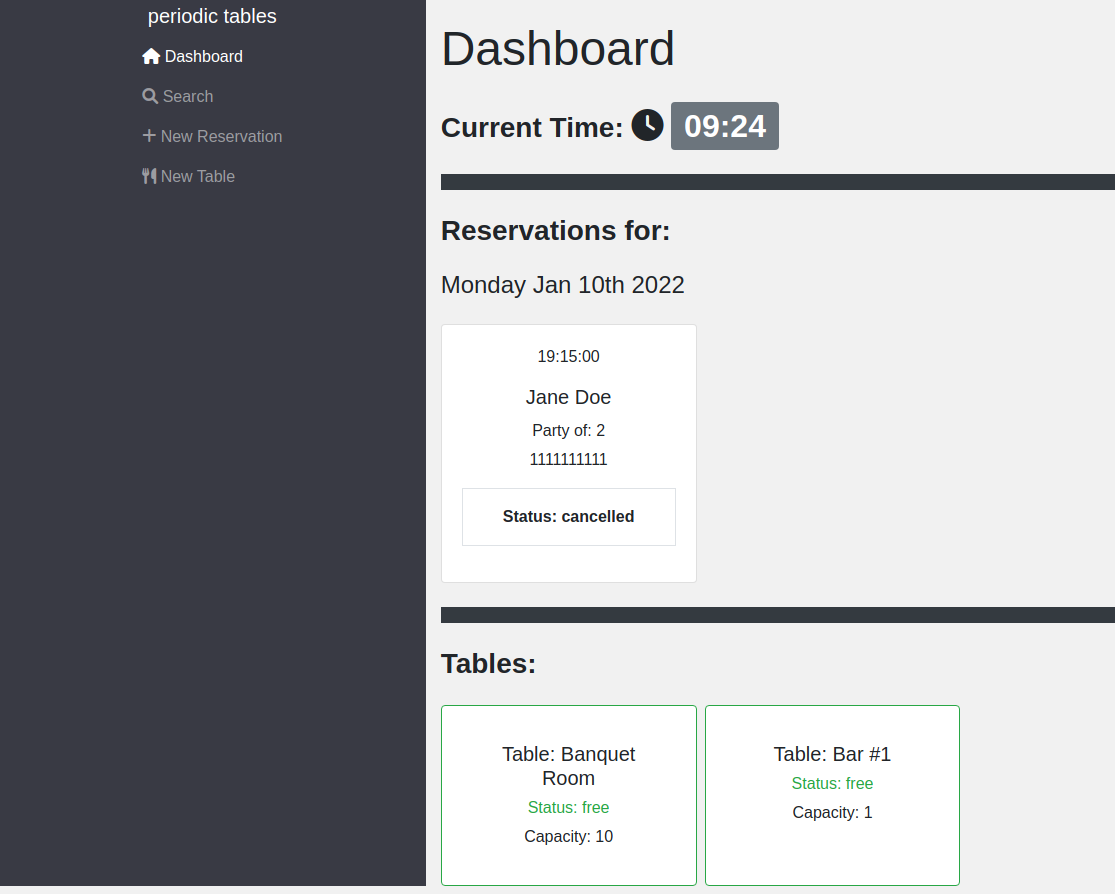 periodic tables
Dashboard
Search
New Reservation
New Table
Dashboard
Current Time: 09:24
Reservations for:
Monday Jan 10th 2022
19:15:00
Jane Doe
Party of: 2
1111111111
Status: cancelled
Tables:
Table: Banquet
Room
Status: free
Capacity: 10
Table: Bar #1
Status: free
Capacity: 1